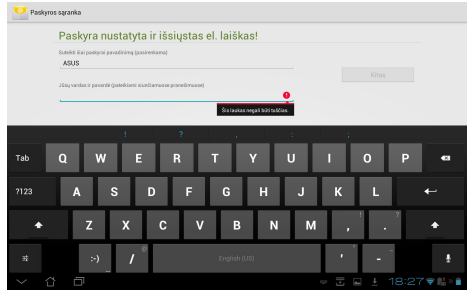 Paskyros sąranka
Paskyra nustatyta ir išsiųstas el. laiškas!
Suteikti šiai paskyrai pavadinimą (pasirenkama)
ASUS
Kitas
Jūsų vardas ir pavardė (pateikiami siunčiamuose pranešimuose)
Šis laukas negali būti tuščias.
! ? , : ;
Tab Q W E R T Y U I O P
?123 A S D F G H J K L
Z X C V B N M , ! . ?
:-) / @ English (US) ' " - _
18:27